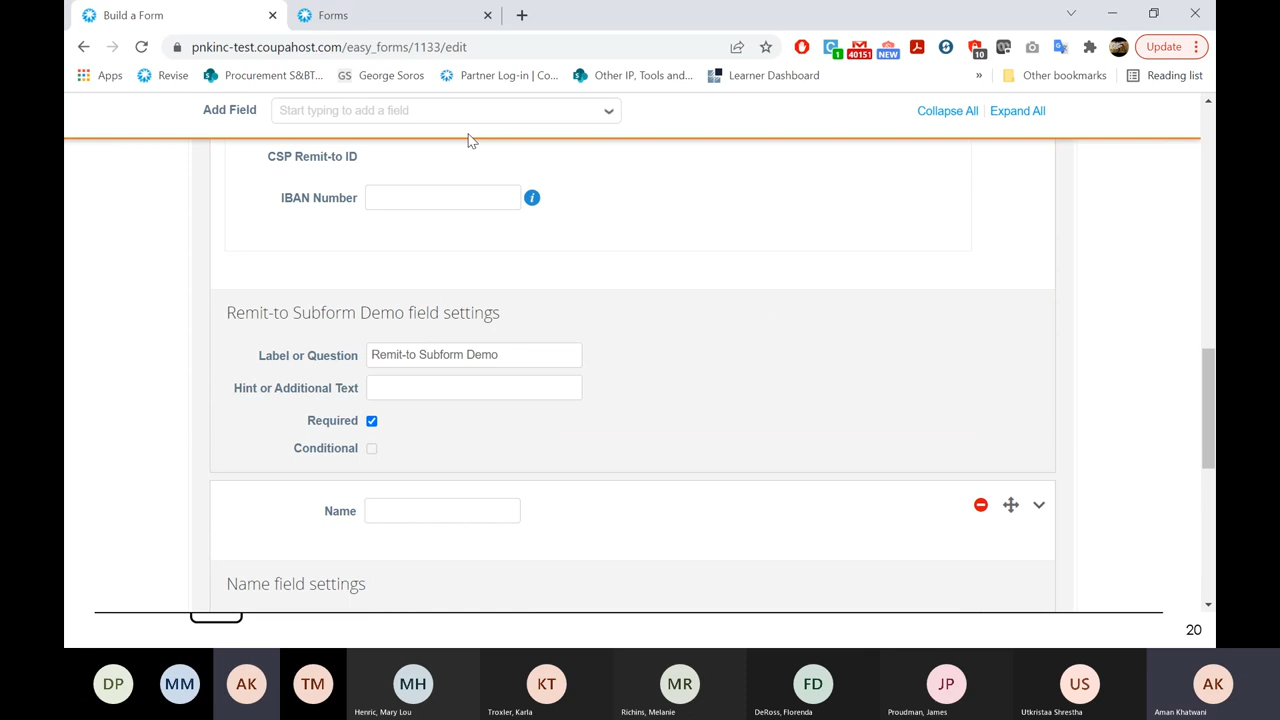 Build a Form
Forms
pnkinc-test.coupahost.com/easy_forms/1133/edit
1
40151
NEW
10
Update
Apps
Revise
Procurement S&BT...
GS George Soros
Partner Log-in | Co...
Other IP, Tools and...
Learner Dashboard
»
Other bookmarks
Reading list
Add Field
Start typing to add a field
Collapse All
Expand All
CSP Remit-to ID
IBAN Number
i
Remit-to Subform Demo field settings
Label or Question
Remit-to Subform Demo
Hint or Additional Text
Required
Conditional
Name
Name field settings
20
DP
MM
AK
TM
MH
KT
MR
FD
JP
US
AK
Henric, Mary Lou
Troxler, Karla
Richins, Melanie
DeRoss, Florenda
Proudman, James
Utkristaa Shrestha
Aman Khatwani